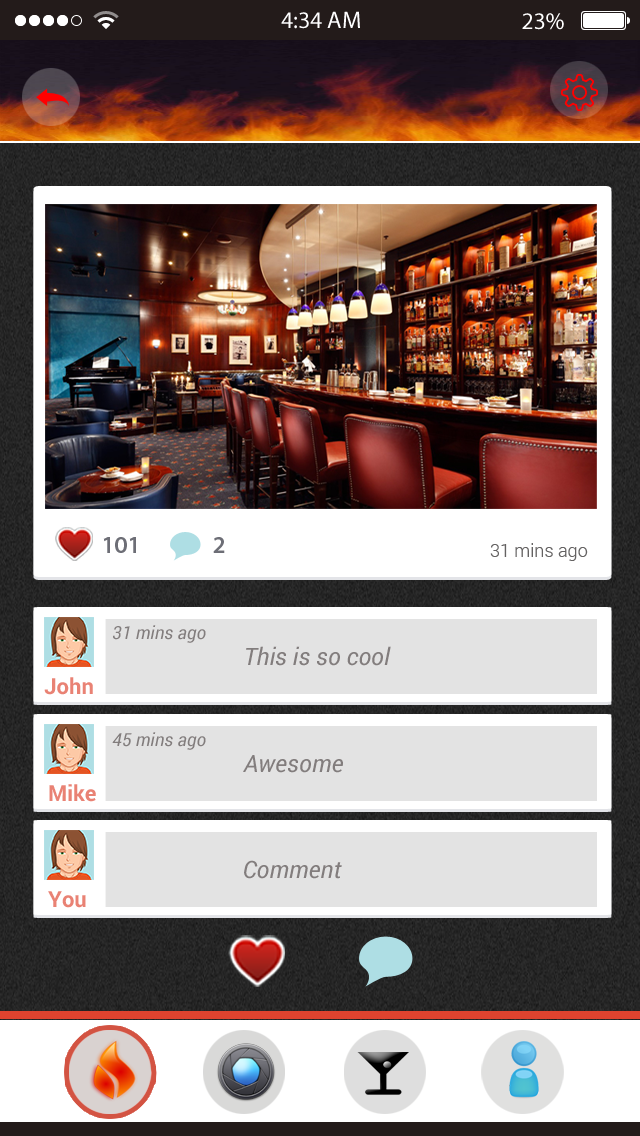 4:34 AM 23%
101 2 31 mins ago
31 mins ago
This is so cool
John
45 mins ago
Awesome
Mike
Comment
You